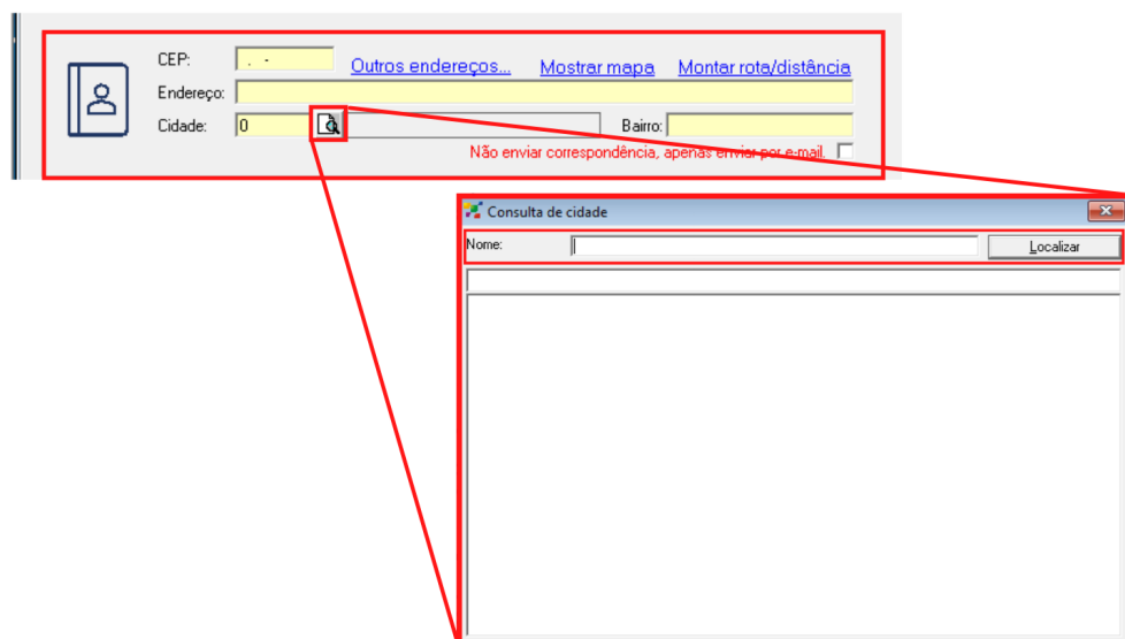 CEP: . - Outros endereços... Mostrar mapa Montar rota/distância
Endereço:
Cidade: 0 Bairro:
Não enviar correspondência, apenas enviar por e-mail.
Consulta de cidade
Nome: Localizar